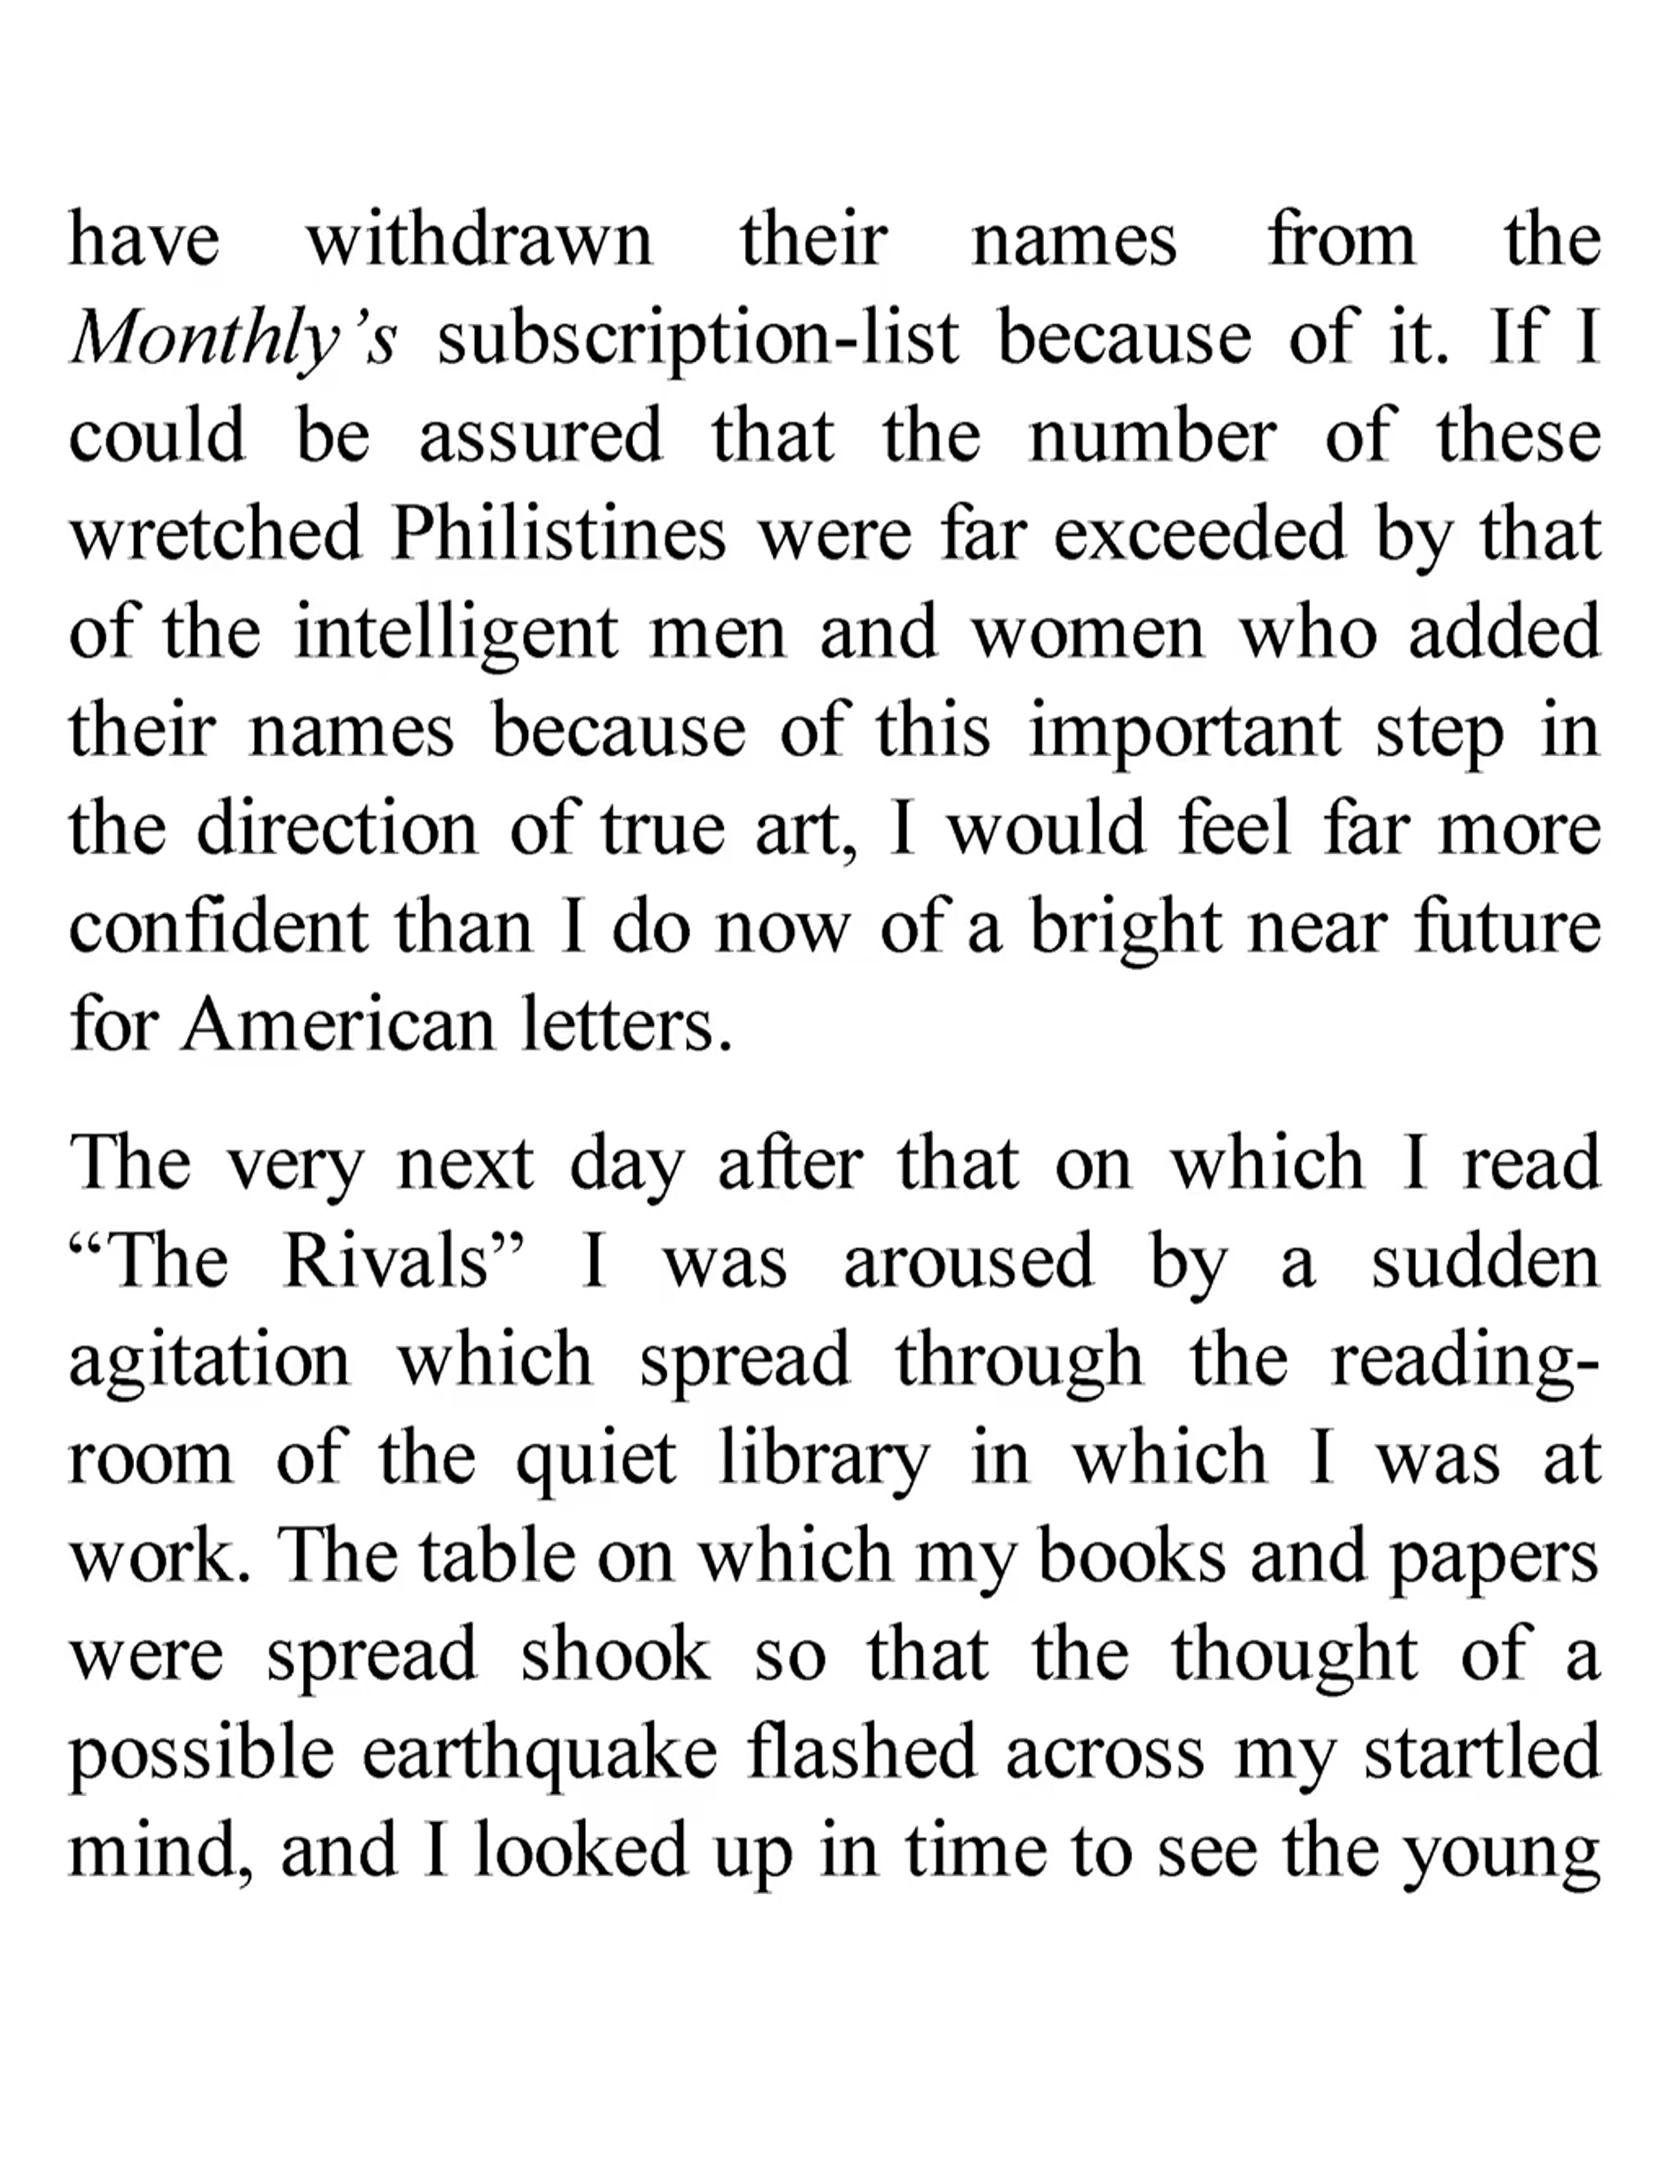 have withdrawn their names from the
Monthly’s subscription-list because of it. If I
could be assured that the number of these
wretched Philistines were far exceeded by that
of the intelligent men and women who added
their names because of this important step in
the direction of true art, I would feel far more
confident than I do now of a bright near future
for American letters.
The very next day after that on which I read
“The Rivals” I was aroused by a sudden
agitation which spread through the reading-
room of the quiet library in which I was at
work. The table on which my books and papers
were spread shook so that the thought of a
possible earthquake flashed across my startled
mind, and I looked up in time to see the young